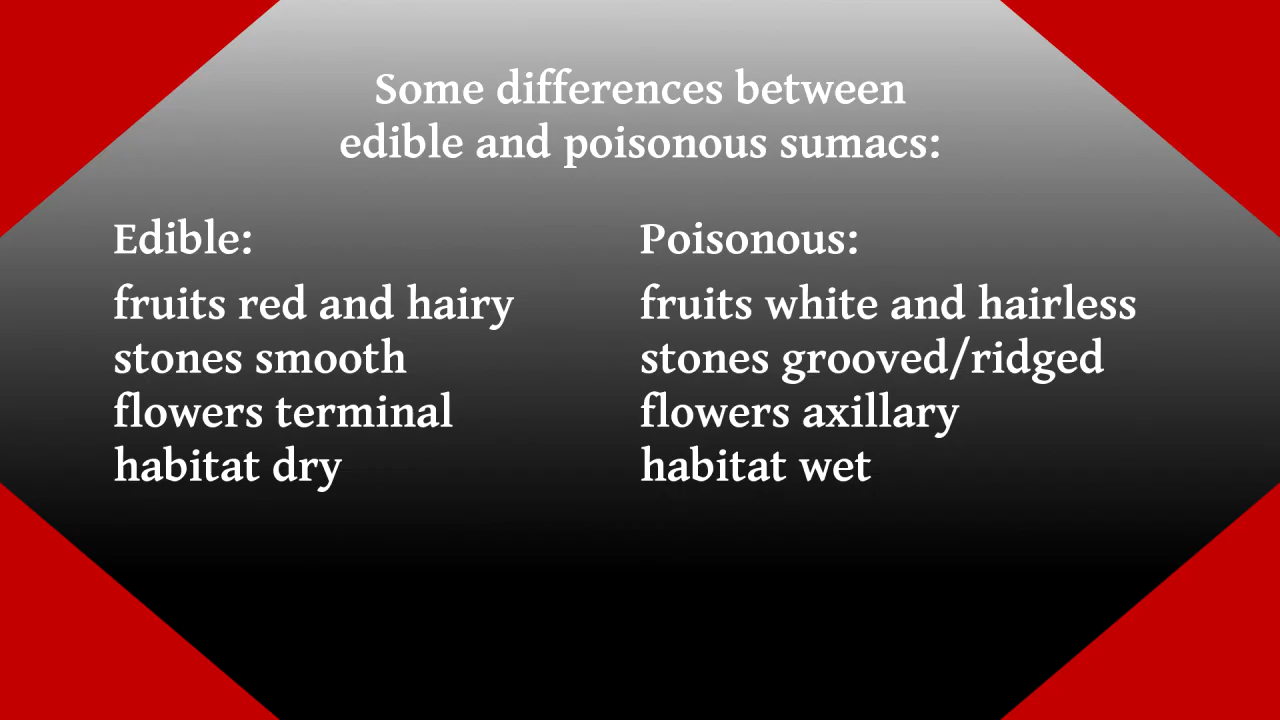 Some differences between
edible and poisonous sumacs:
Edible:
fruits red and hairy
stones smooth
flowers terminal
habitat dry
Poisonous:
fruits white and hairless
stones grooved/ridged
flowers axillary
habitat wet